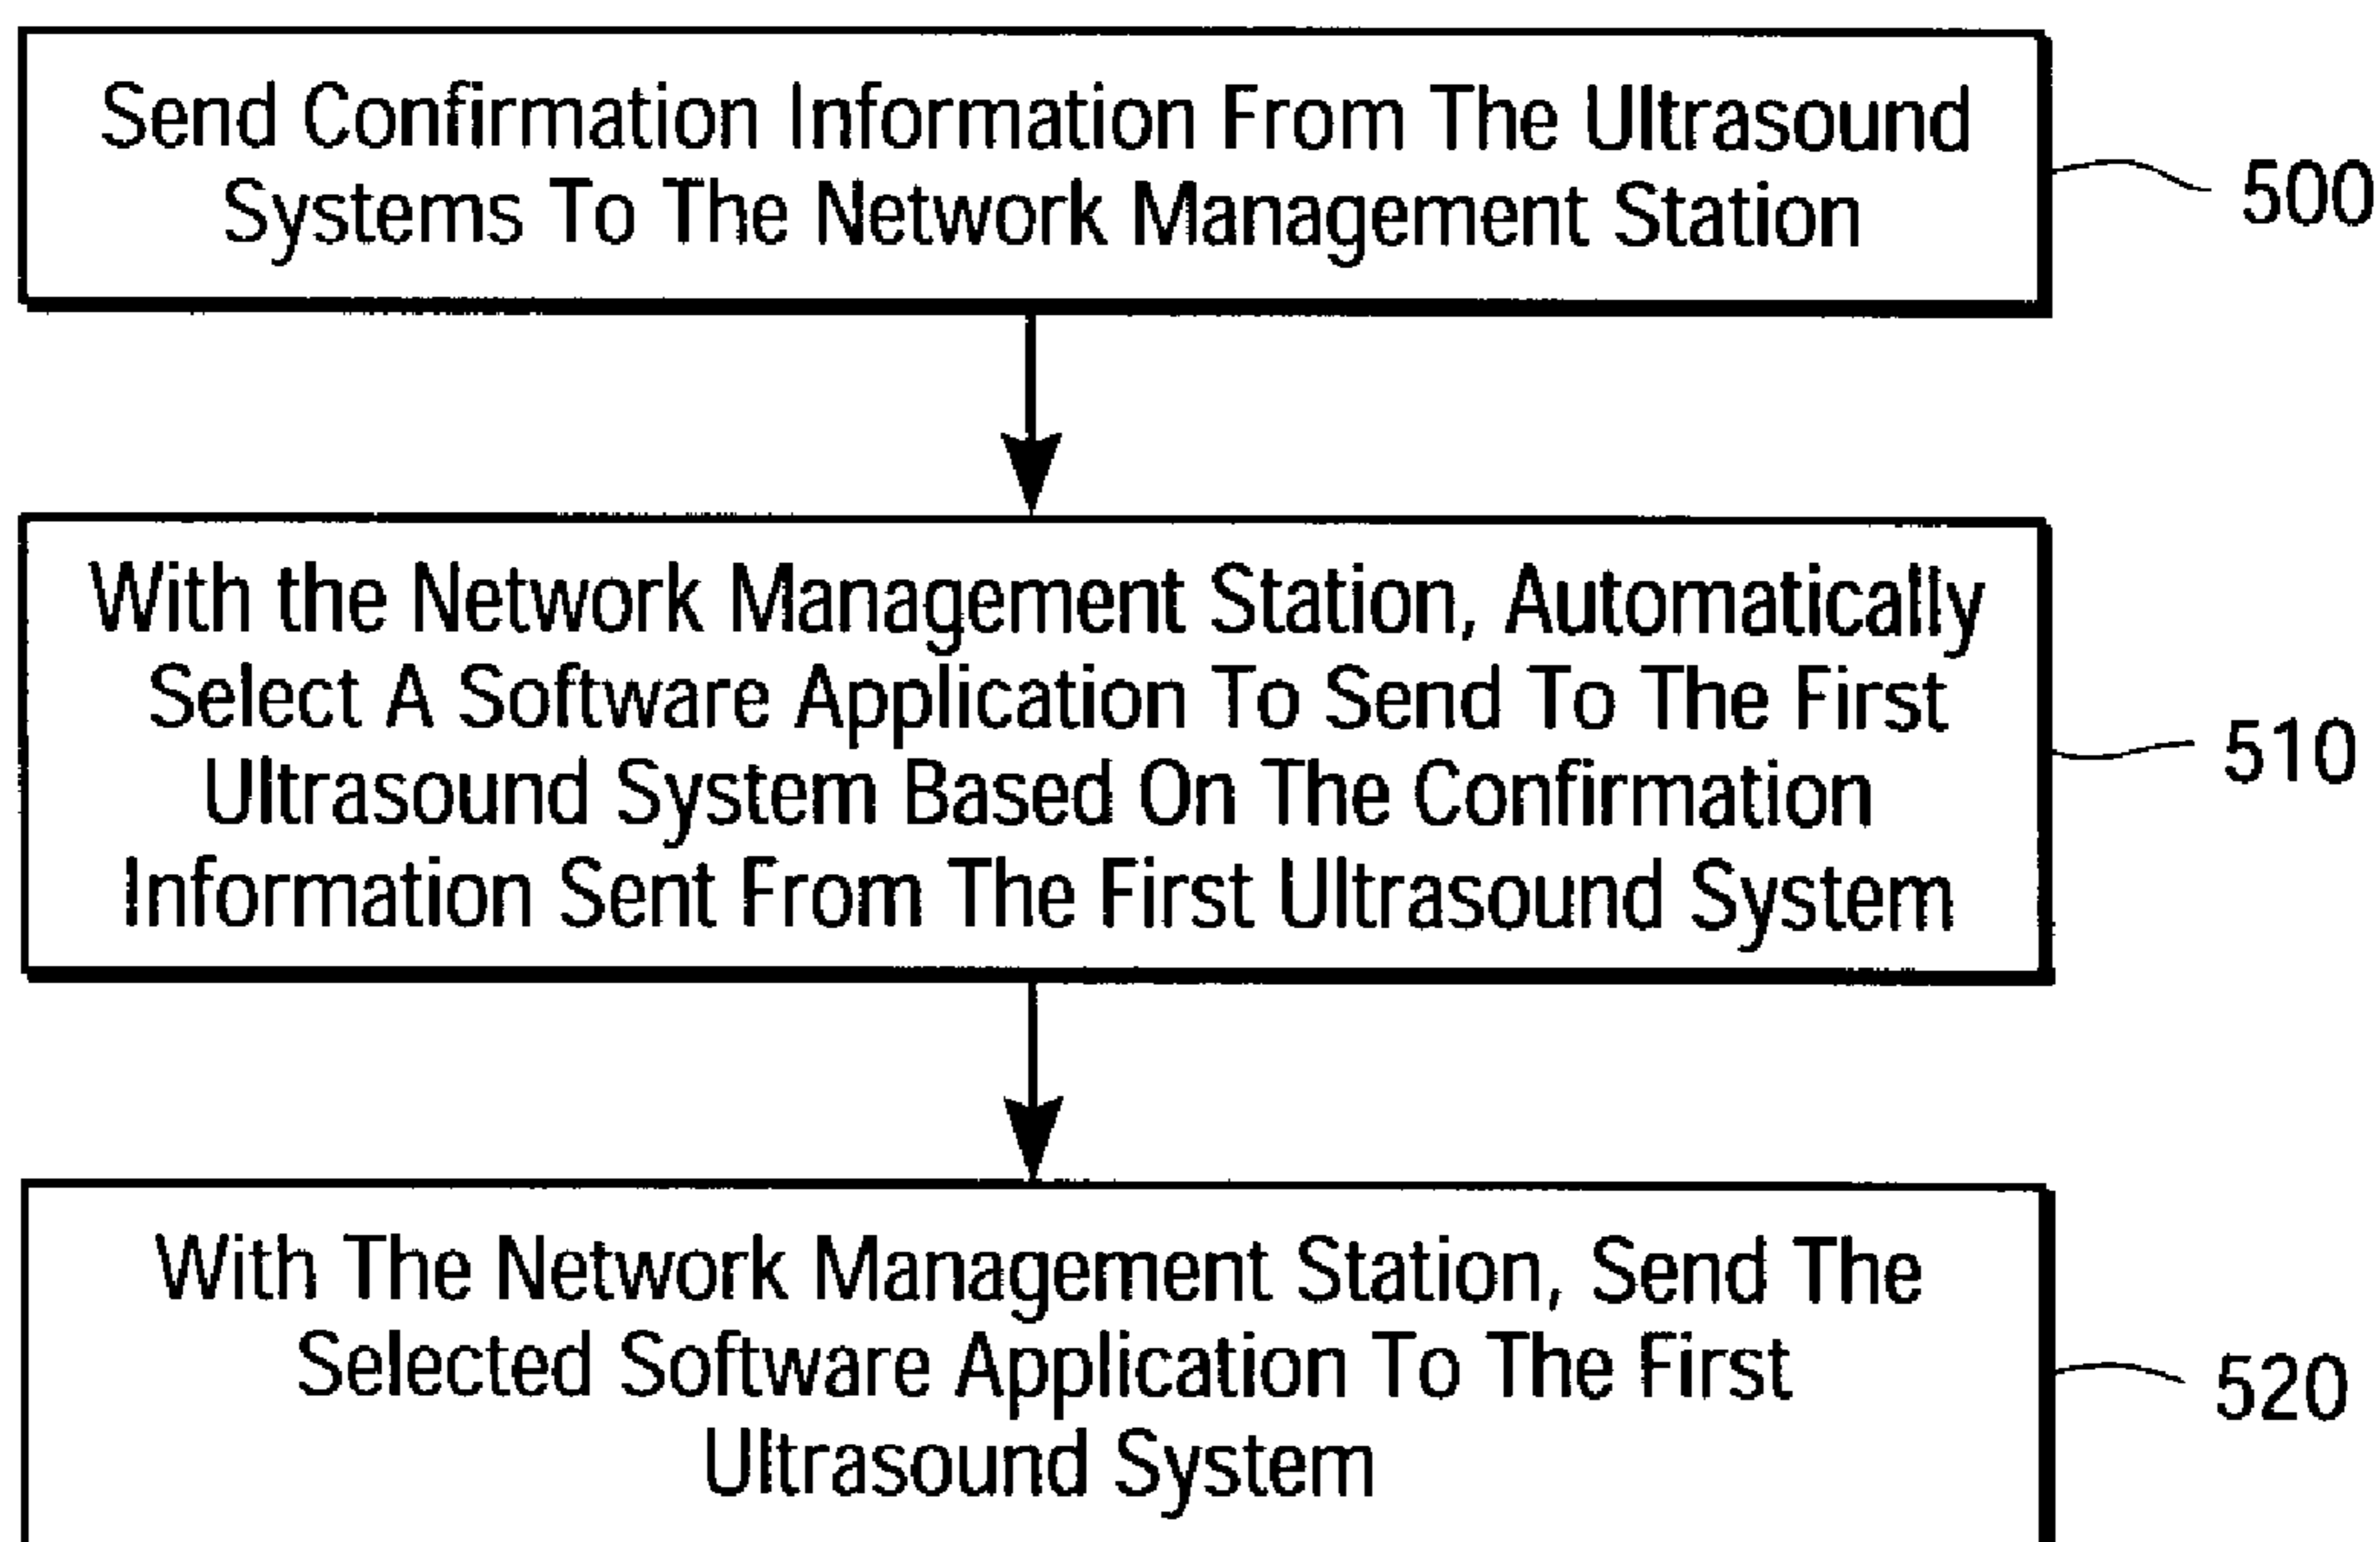 Send Confirmation Information From The Ultrasound
Systems To The Network Management Station
500
With the Network Management Station, Automatically
Select A Software Application To Send To The First
Ultrasound System Based On The Confirmation
Information Sent From The First Ultrasound System
510
With The Network Management Station, Send The
Selected Software Application To The First
Ultrasound System
520